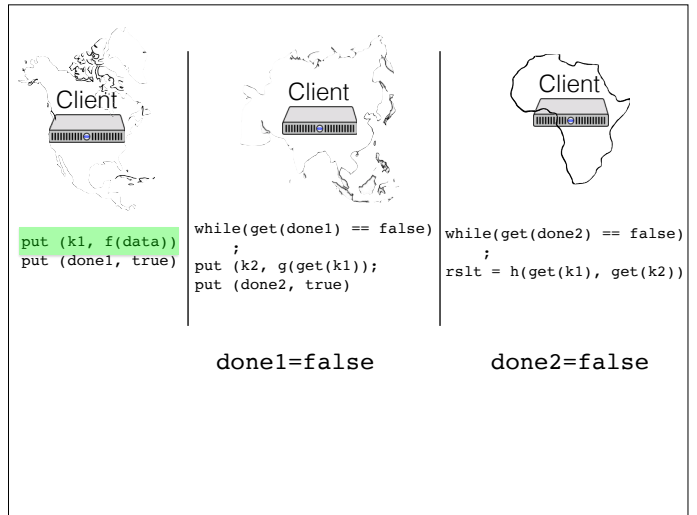 Client
put (k1, f(data))
put (done1, true)
Client
while(get(done1) == false)
;
put (k2, g(get(k1));
put (done2, true)
Client
while(get(done2) == false)
;
rslt = h(get(k1), get(k2))
done1=false
done2=false